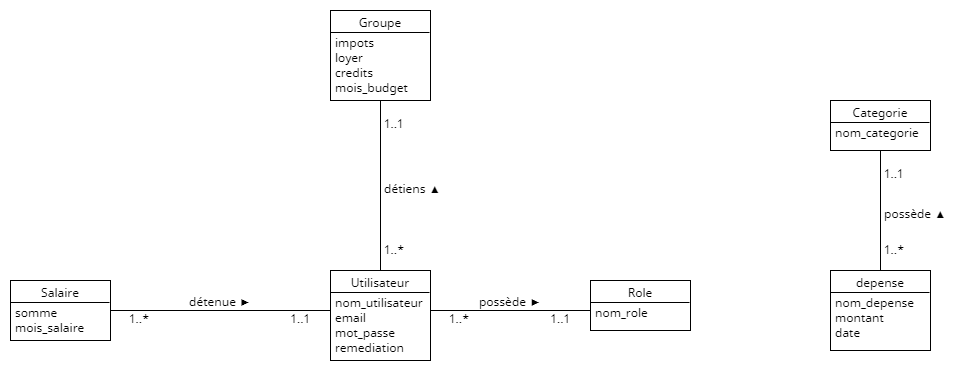 Groupe
impots
loyer
credits
mois_budget
1..1
détiens ▲
1..*
Categorie
nom_categorie
1..1
possède ▲
1..*
Salaire
somme
mois_salaire
détenue ►
1..*
1..1
Utilisateur
nom_utilisateur
email
mot_passe
remediation
possède ►
1..*
1..1
Role
nom_role
depense
nom_depense
montant
date